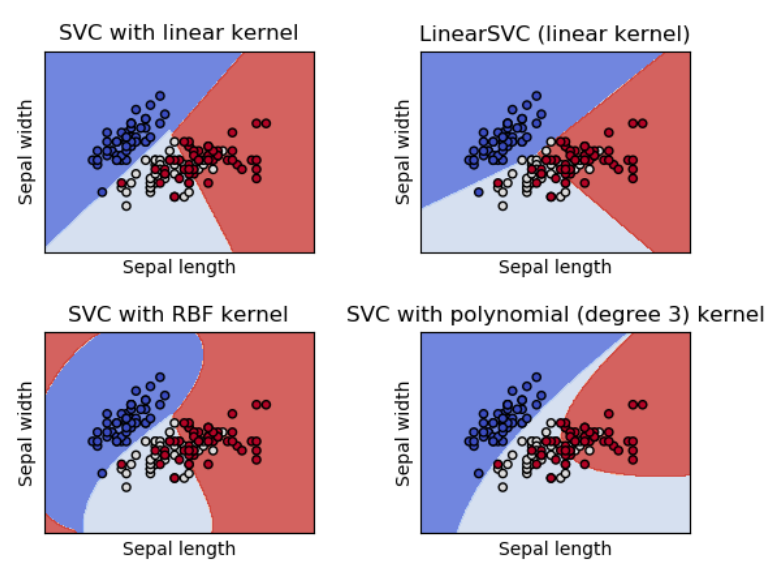 SVC with linear kernel
LinearSVC (linear kernel)
Sepal width
Sepal width
Sepal length
Sepal length
SVC with RBF kernel
SVC with polynomial (degree 3) kernel
Sepal width
Sepal width
Sepal length
Sepal length